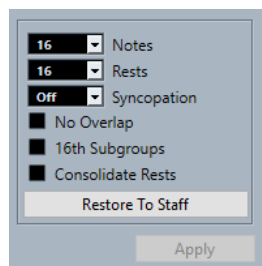 16 Notes
16 Rests
Off Syncopation
No Overlap
16th Subgroups
Consolidate Rests
Restore To Staff
Apply